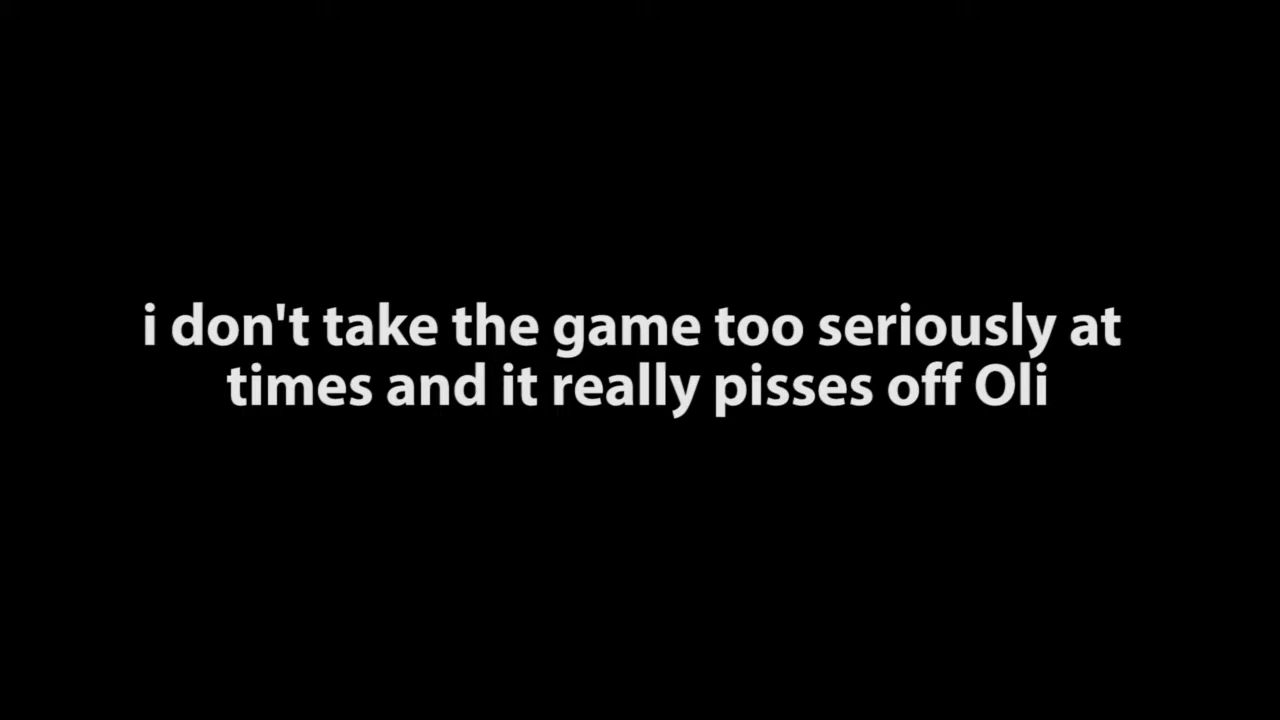 i don't take the game too seriously at
times and it really pisses off Oli